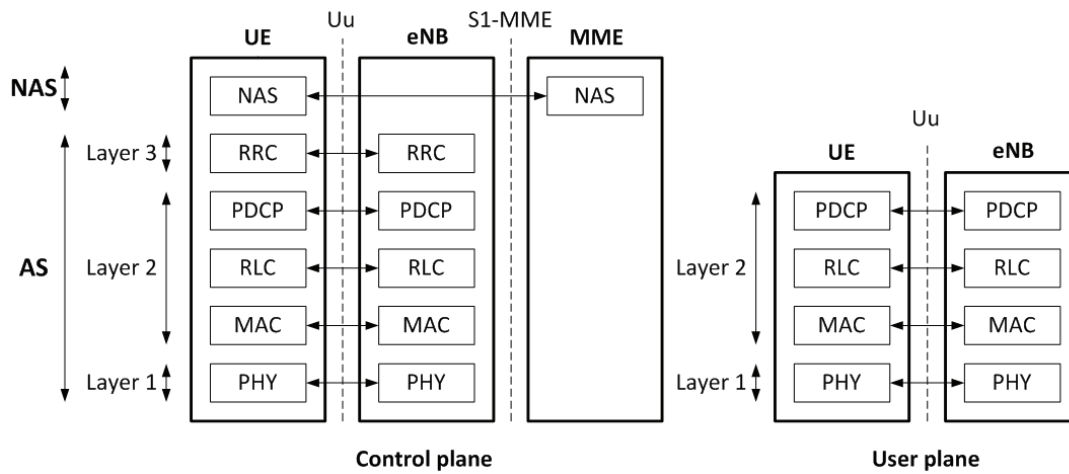 Uu
S1-MME
UE
eNB
MME
NAS
NAS
NAS
Layer 3
RRC
RRC
PDCP
PDCP
AS
Layer 2
RLC
RLC
MAC
MAC
Layer 1
PHY
PHY
Control plane
Uu
UE
eNB
PDCP
PDCP
Layer 2
RLC
RLC
MAC
MAC
Layer 1
PHY
PHY
User plane